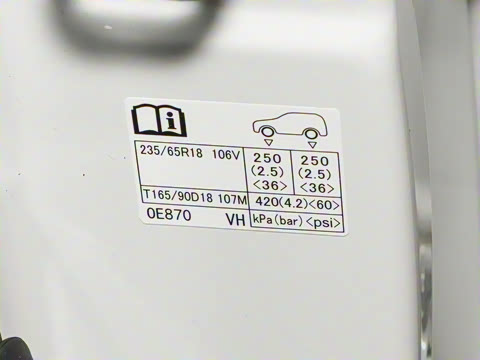 i
235/65R18 106V 250 250
(2.5) (2.5)
<36> <36>
T165/90D18 107M 420(4.2)<60>
0E870 VH kPa(bar)<psi>